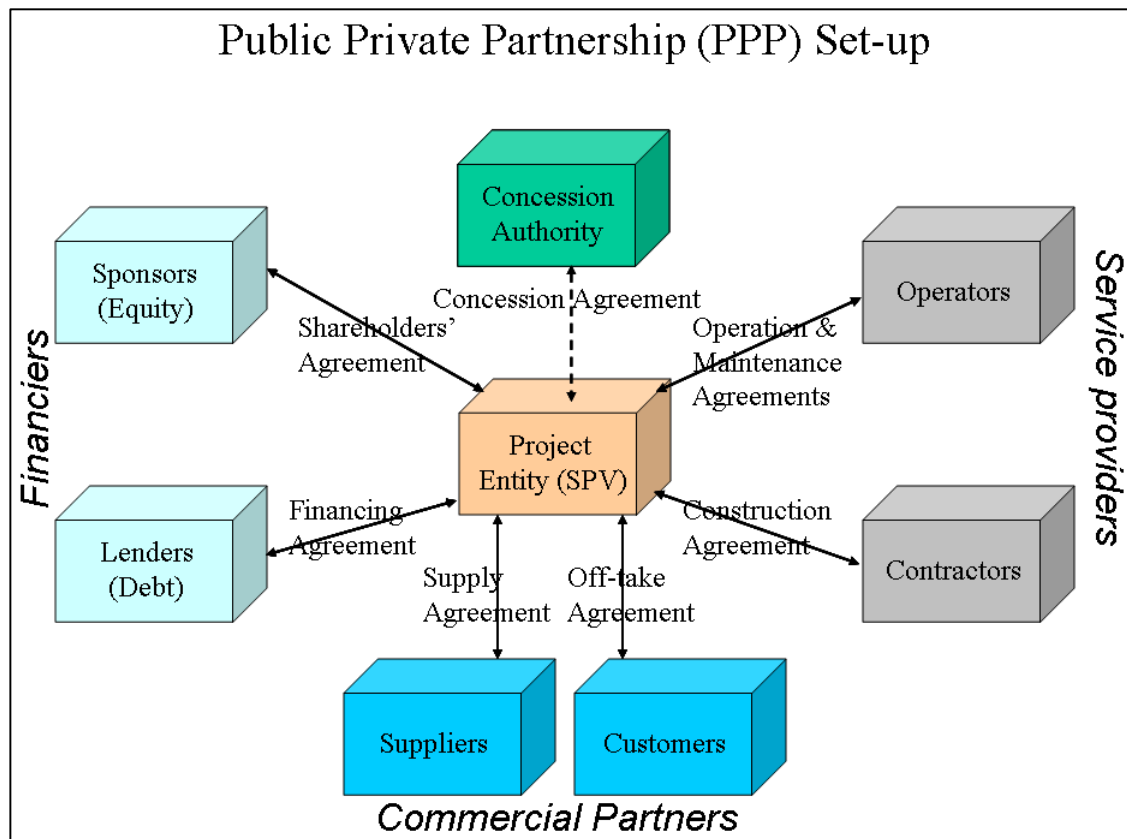 Public Private Partnership (PPP) Set-up
Concession
Authority
Sponsors
(Equity)
Operators
Concession Agreement
Shareholders’
Agreement
Operation &
Maintenance
Agreements
Financiers
Service providers
Project
Entity (SPV)
Lenders
(Debt)
Financing
Agreement
Construction
Agreement
Contractors
Supply
Agreement
Off-take
Agreement
Suppliers
Customers
Commercial Partners